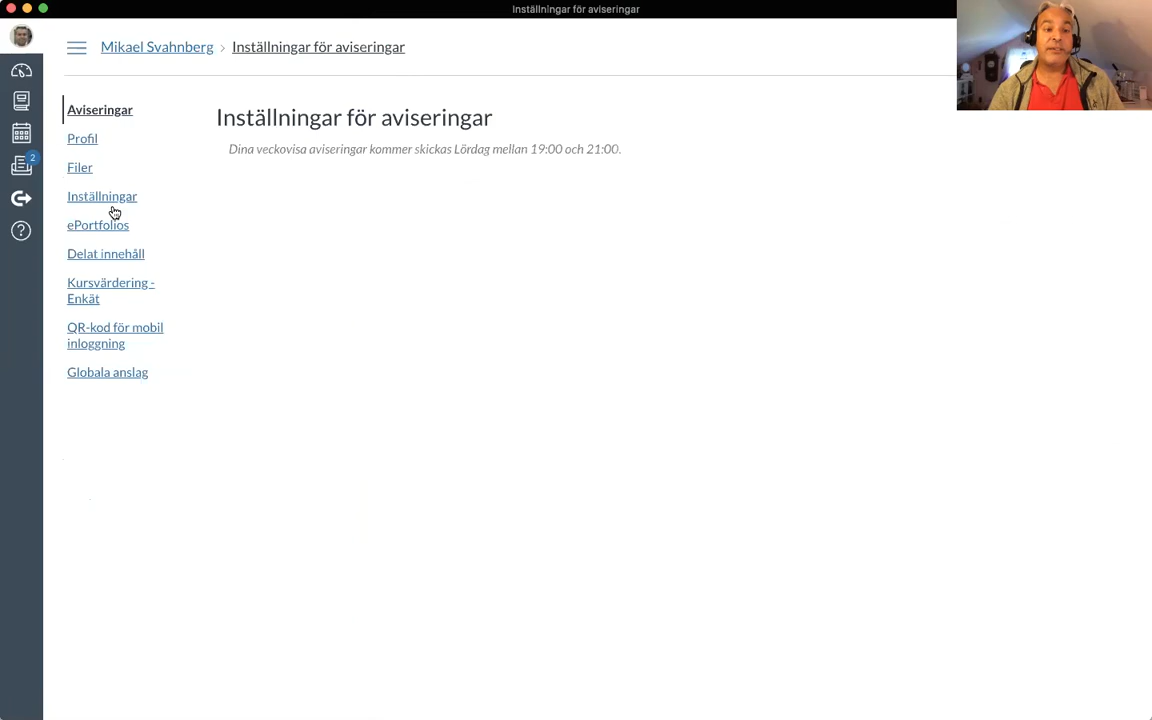 Inställningar för aviseringar
Mikael Svahnberg › Inställningar för aviseringar
Aviseringar
Profil
Filer
Inställningar
ePortfolios
Delat innehåll
Kursvärdering -
Enkät
QR-kod för mobil
inloggning
Globala anslag
2
Inställningar för aviseringar
Dina veckovisa aviseringar kommer skickas Lördag mellan 19:00 och 21:00.